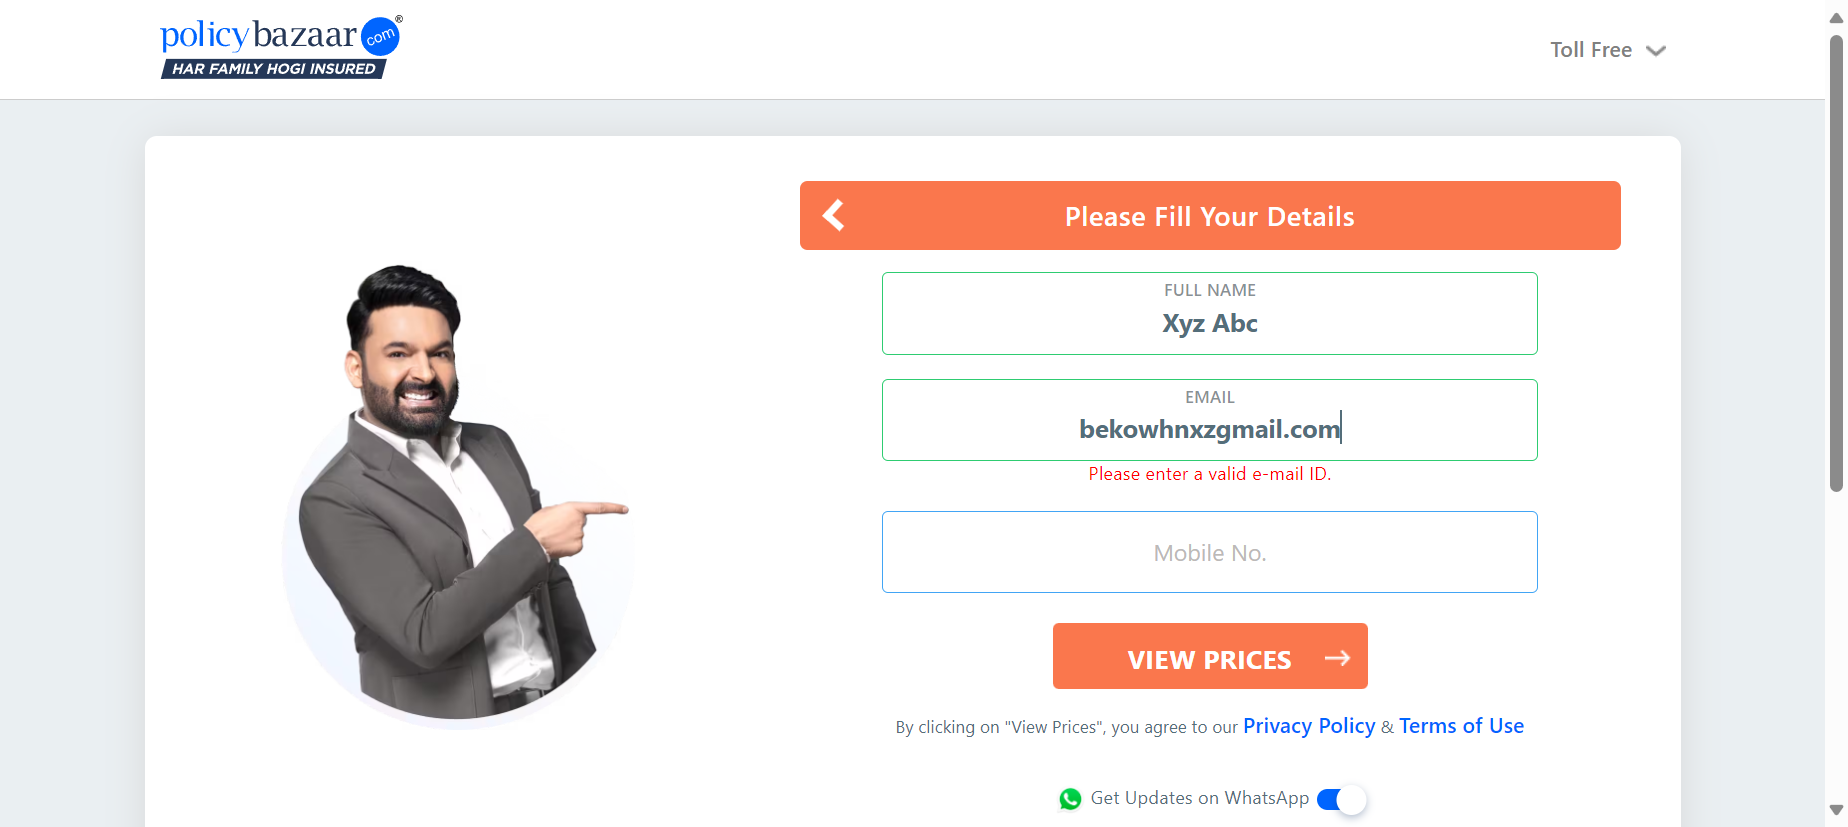 policybazaar com ®
HAR FAMILY HOGI INSURED
Toll Free
Please Fill Your Details
FULL NAME
Xyz Abc
EMAIL
bekowhnxzgmail.com
Please enter a valid e-mail ID.
Mobile No.
VIEW PRICES →
By clicking on "View Prices", you agree to our Privacy Policy & Terms of Use
Get Updates on WhatsApp